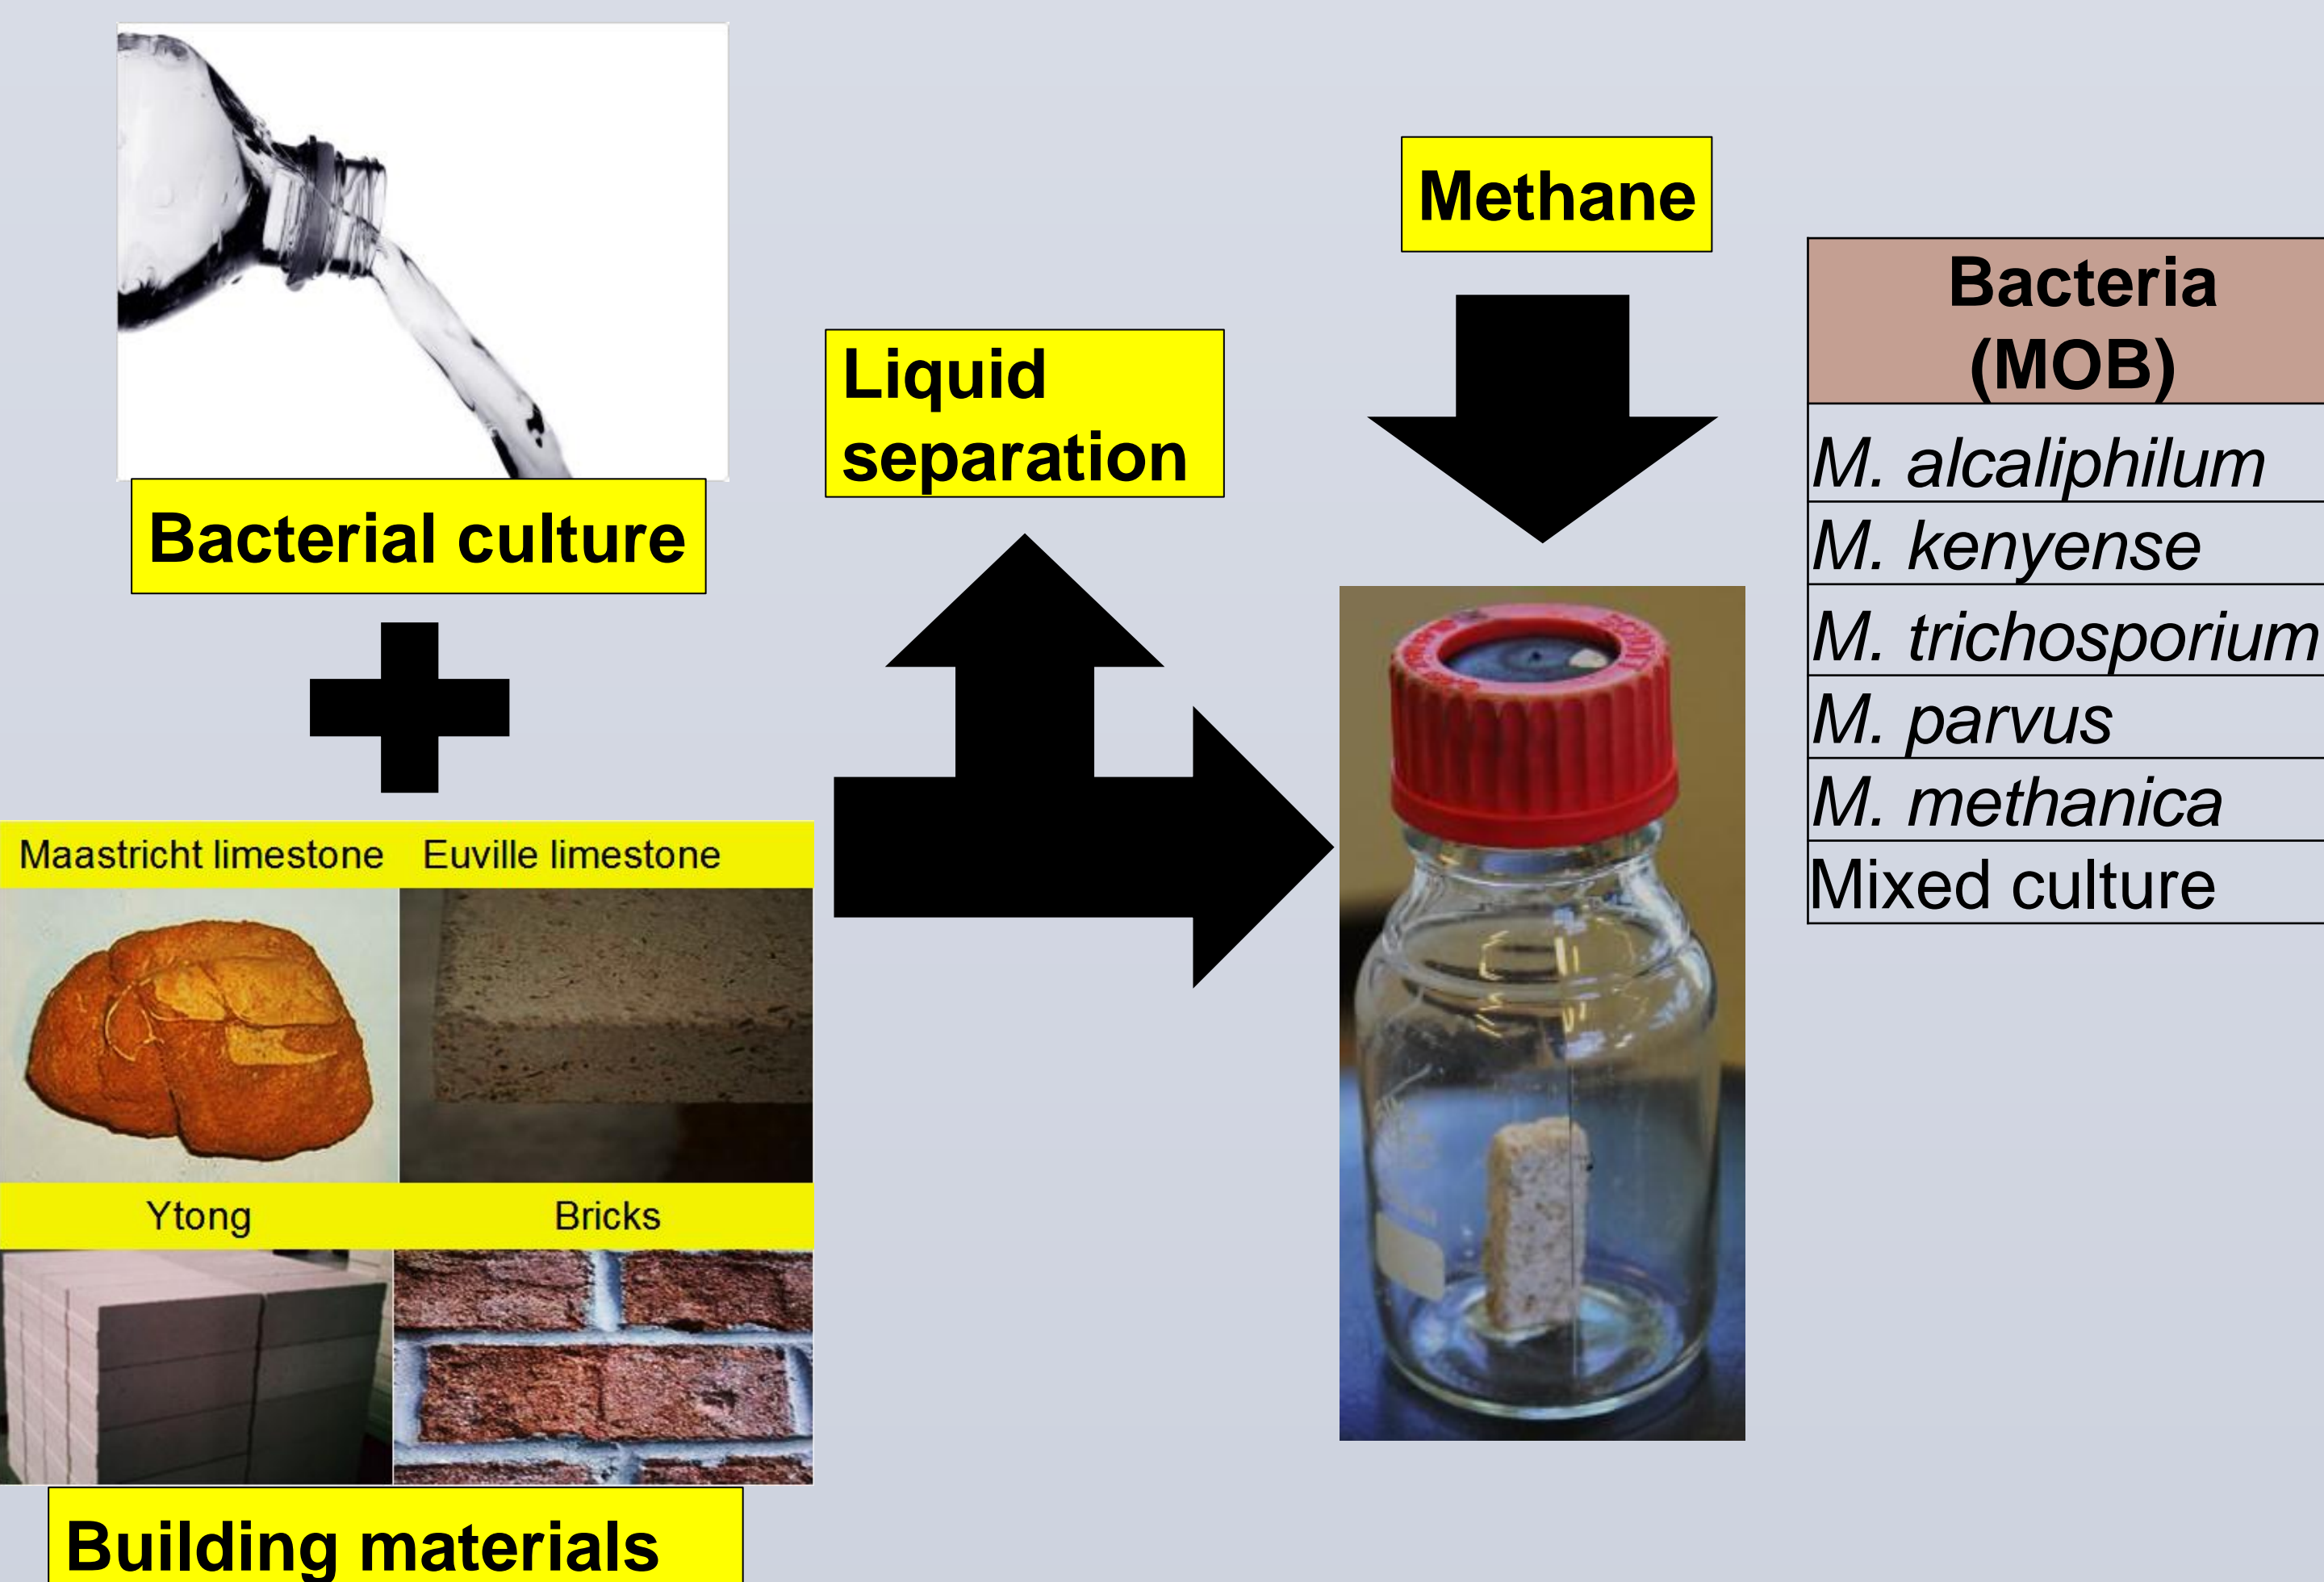 Bacterial culture
Maastricht limestone
Euville limestone
Ytong
Bricks
Building materials
Liquid
separation
Methane
Bacteria
(MOB)
M. alcaliphilum
M. kenyense
M. trichosporium
M. parvus
M. methanica
Mixed culture